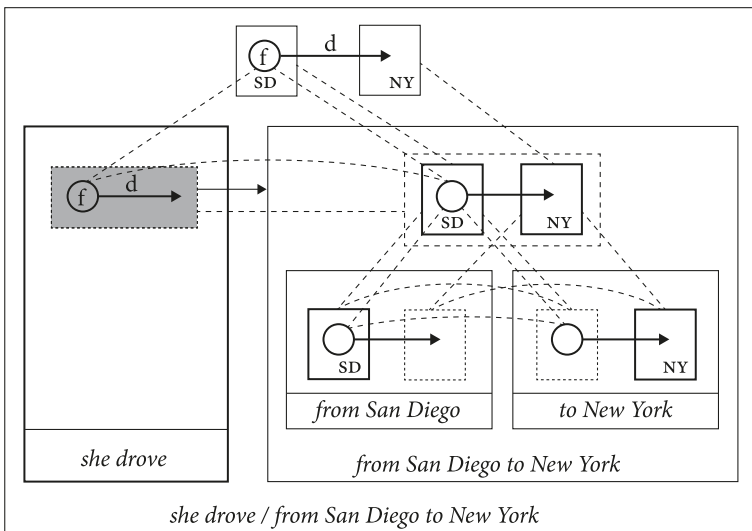 f d
SD NY
f d
SD NY
SD NY
from San Diego to New York
she drove from San Diego to New York
she drove / from San Diego to New York